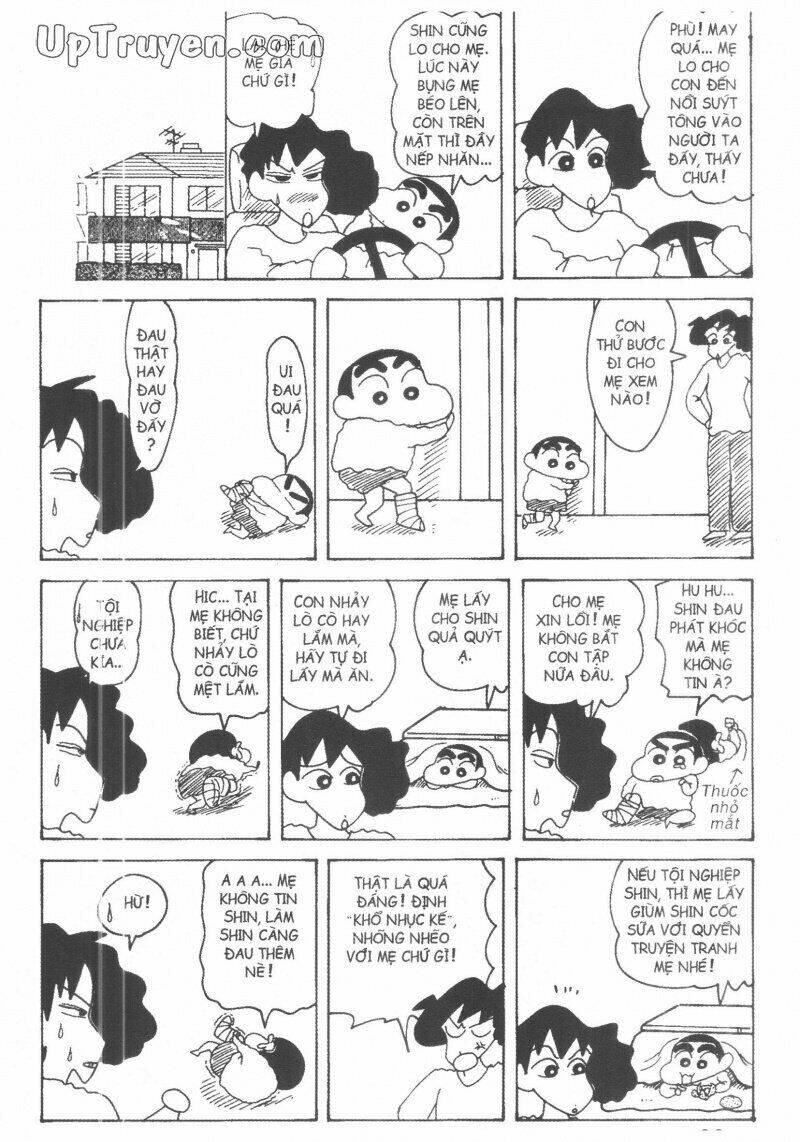 UpTruyen.com
PHÙ! MAY
QUÁ... MẸ
LO CHO
CON ĐẾN
NỖI SUÝT
TÔNG VÀO
NGƯỜI TA
ĐẤY, THẤY
CHƯA!
SHIN CŨNG
LO CHO MẸ.
LÚC NÀY
BỤNG MẸ
BÉO LÊN,
CÒN TRÊN
MẶT THÌ ĐẦY
NẾP NHĂN...
MẸ GIÀ
CHỨ GÌ!
CON
THỬ BƯỚC
ĐI CHO
MẸ XEM
NÀO!
UI
ĐAU
QUÁ!
ĐAU
THẬT
HAY
ĐAU
VỜ
ĐẤY
?
HU HU...
SHIN ĐAU
PHÁT KHÓC
MÀ MẸ
KHÔNG
TIN À?
Thuốc
nhỏ
mắt
CHO MẸ
XIN LỖI! MẸ
KHÔNG BẮT
CON TẬP
NỮA ĐÂU.
MẸ LẤY
CHO SHIN
QUẢ QUÝT
Ạ.
CON NHẢY
LÒ CÒ HAY
LẮM MÀ,
HÃY TỰ ĐI
LẤY MÀ ĂN.
HIC... TẠI
MẸ KHÔNG
BIẾT, CHỨ
NHẢY LÒ
CÒ CŨNG
MỆT LẮM.
TỘI
NGHIỆP
CHƯA
KÌA..
NẾU TỘI NGHIỆP
SHIN, THÌ MẸ LẤY
GIÙM SHIN CỐC
SỮA VỚI QUYỂN
TRUYỆN TRANH
MẸ NHÉ!
THẬT LÀ QUÁ
ĐÁNG! ĐỊNH
"KHỔ NHỤC KẾ",
NHÕNG NHẼO
VỚI MẸ CHỨ GÌ!
A A A... MẸ
KHÔNG TIN
SHIN, LÀM
SHIN CÀNG
ĐAU THÊM
NÈ!
HỪ!